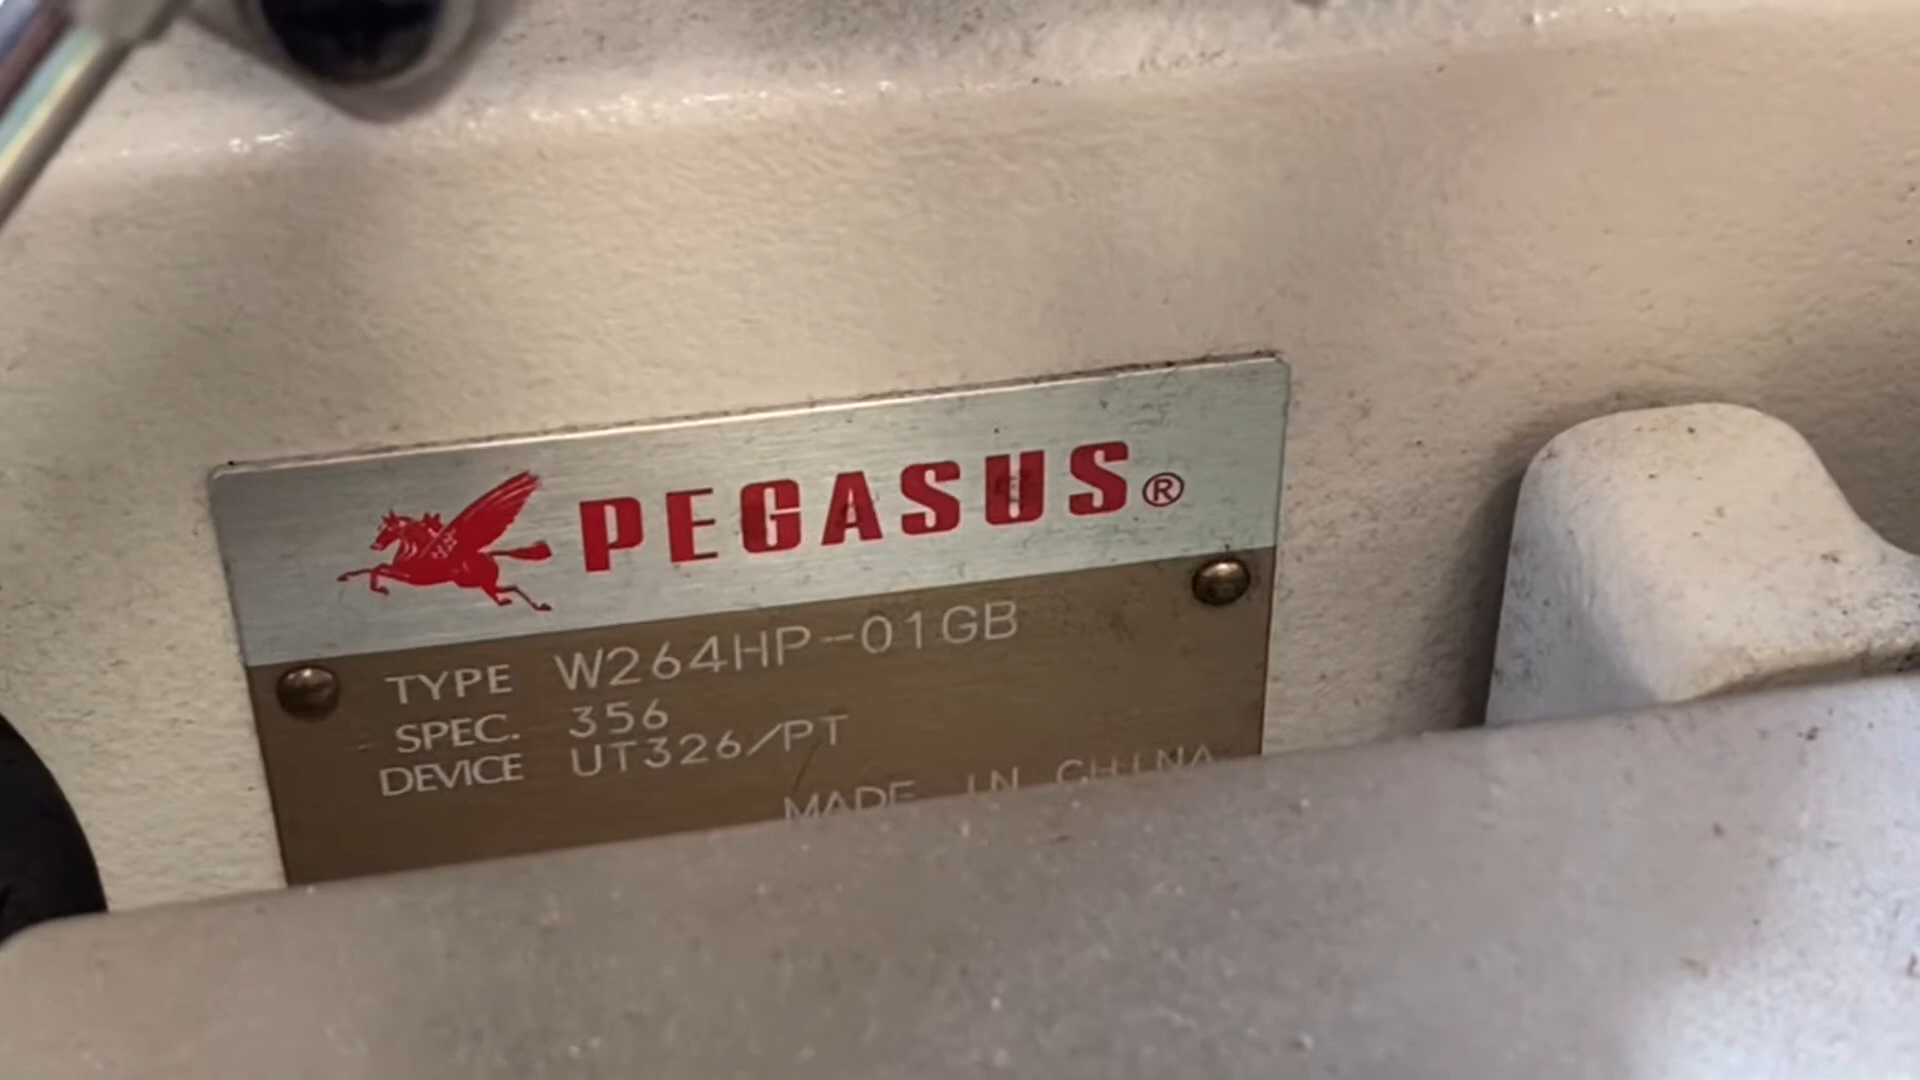 PEGASUS®
TYPE W264HP-01GB
SPEC. 356
DEVICE UT326/PT
MADE IN CHINA